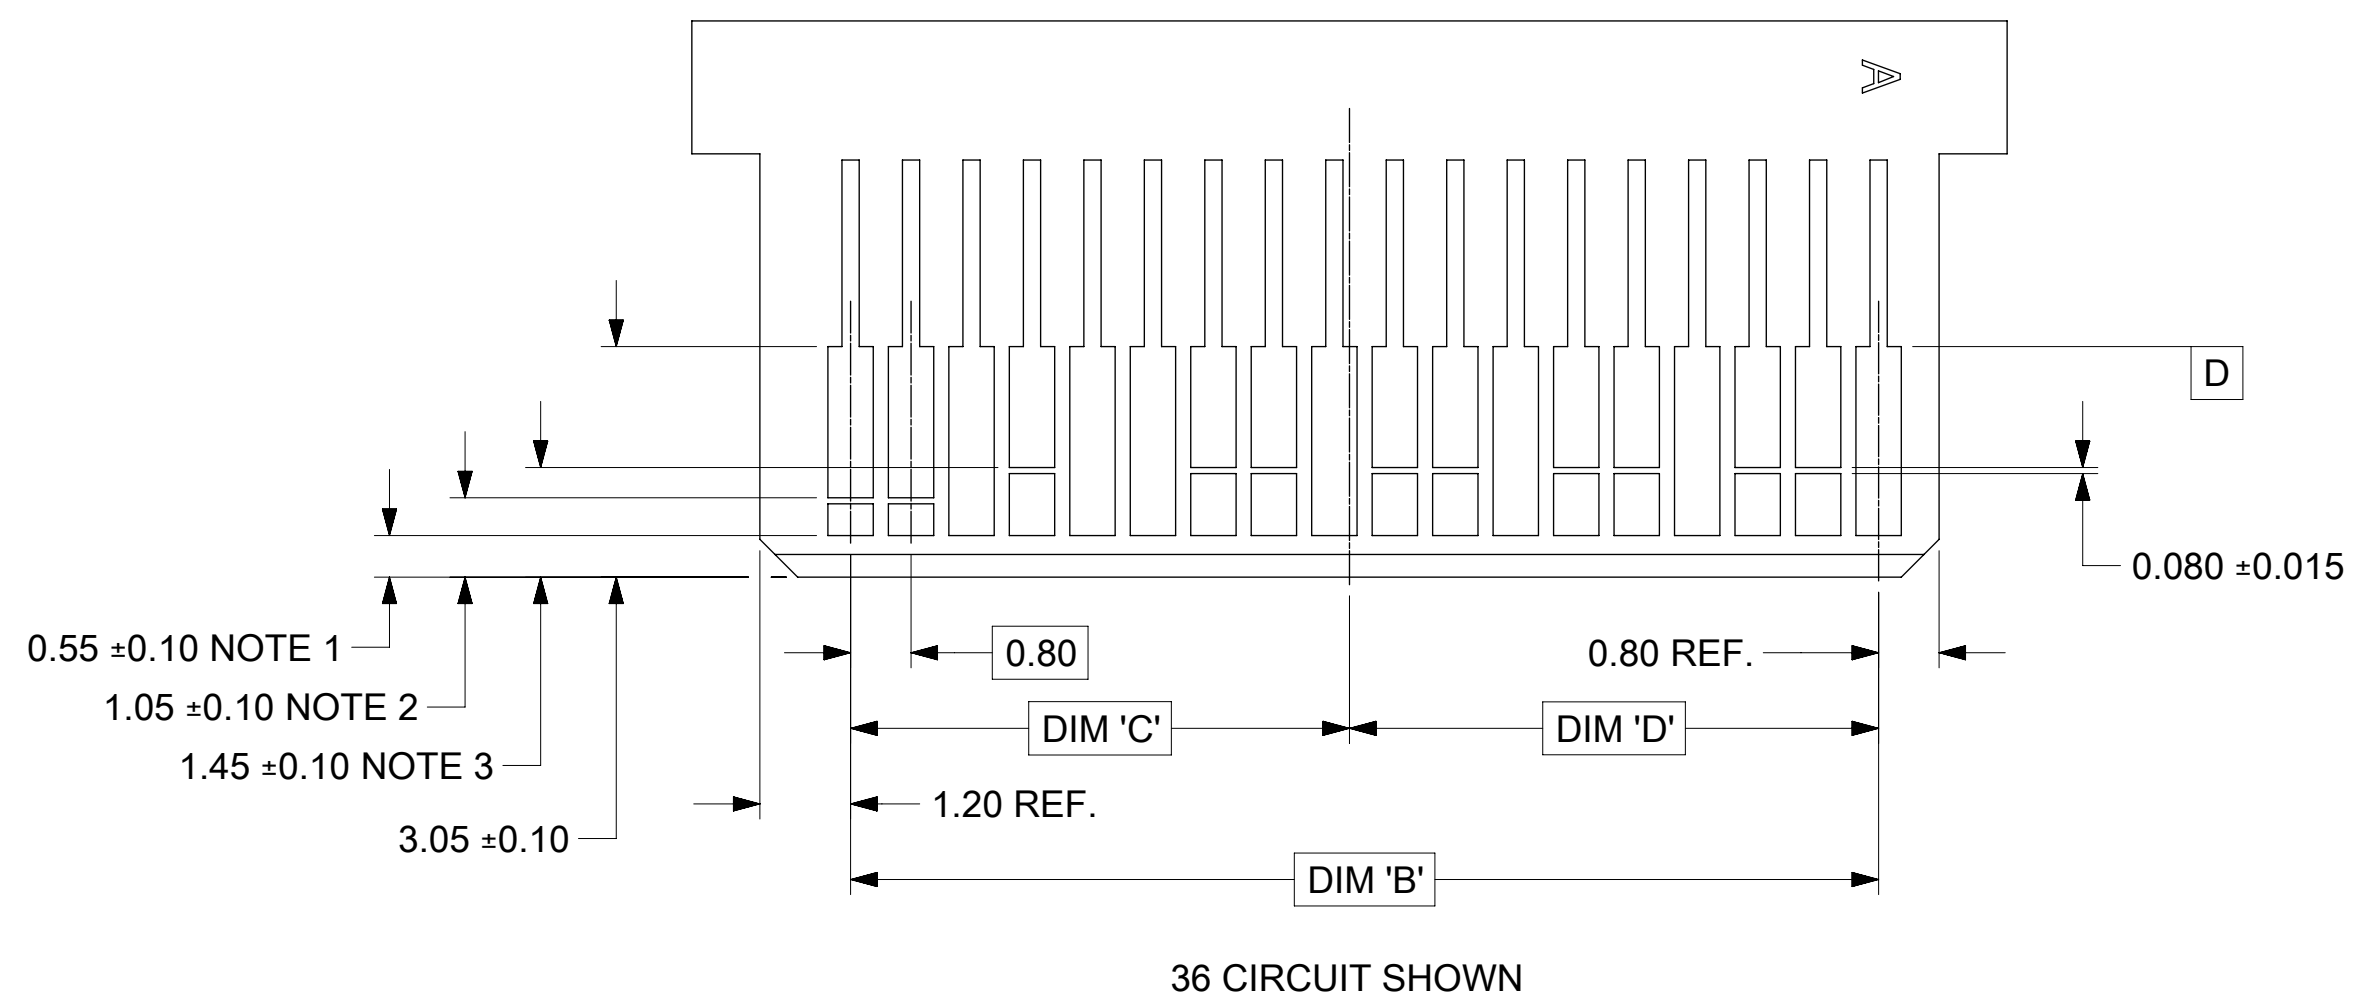 A
D
0.080 ±0.015
0.55 ±0.10 NOTE 1
0.80
0.80 REF.
1.05 ±0.10 NOTE 2
DIM 'C'
DIM 'D'
1.45 ±0.10 NOTE 3
1.20 REF.
3.05 ±0.10
DIM 'B'
36 CIRCUIT SHOWN